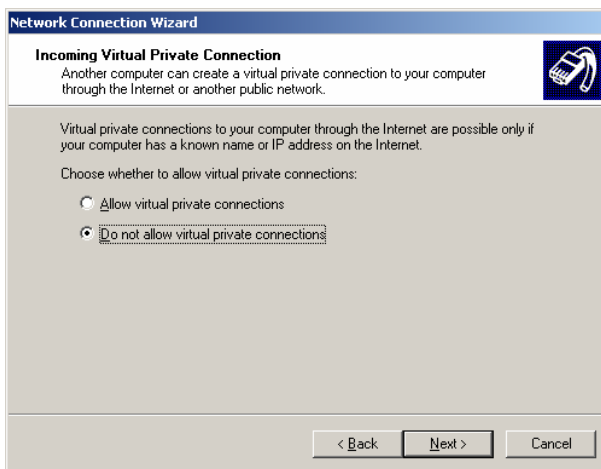 Network Connection Wizard
Incoming Virtual Private Connection
Another computer can create a virtual private connection to your computer
through the Internet or another public network.
Virtual private connections to your computer through the Internet are possible only if
your computer has a known name or IP address on the Internet.
Choose whether to allow virtual private connections:
Allow virtual private connections
Do not allow virtual private connections
< Back Next > Cancel